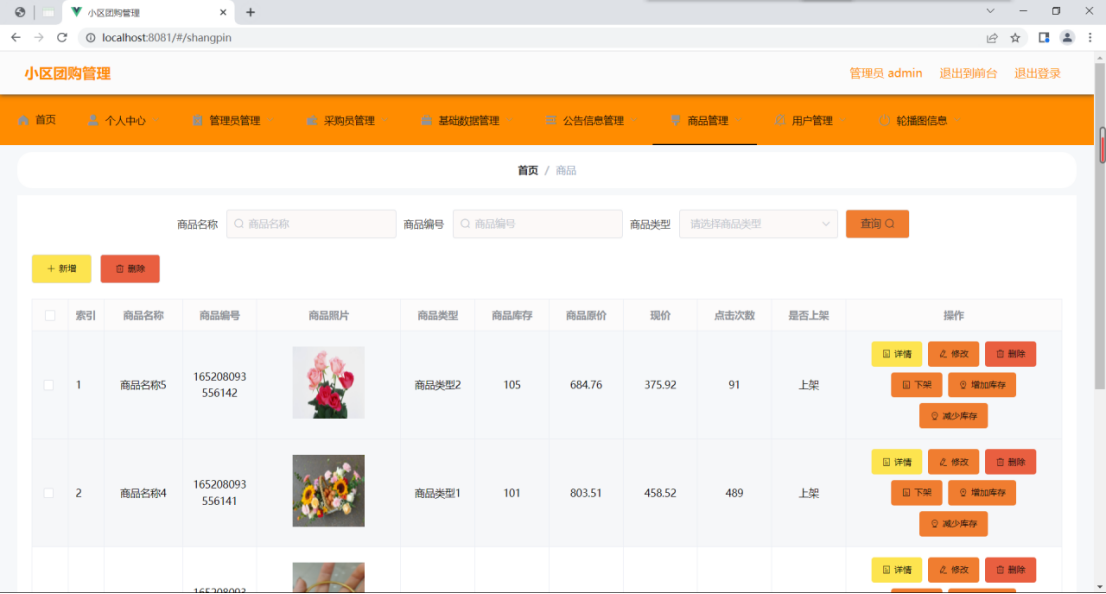 小区团购管理
localhost:8081/#/shangpin
小区团购管理
管理员 admin 退出到前台 退出登录
首页 个人中心 管理员管理 采购员管理 基础数据管理 公告信息管理 商品管理 用户管理 轮播图信息
首页 / 商品
商品名称 商品名称 商品编号 商品编号 商品类型 请选择商品类型 查询
新增 删除
索引 商品名称 商品编号 商品照片 商品类型 商品库存 商品原价 现价 点击次数 是否上架 操作
详情 修改 删除
1 商品名称5 165208093 商品类型2 105 684.76 375.92 91 上架 下架 增加库存
556142
减少库存
详情 修改 删除
2 商品名称4 165208093 商品类型1 101 803.51 458.52 489 上架 下架 增加库存
556141
减少库存
详情 修改 删除
165208093